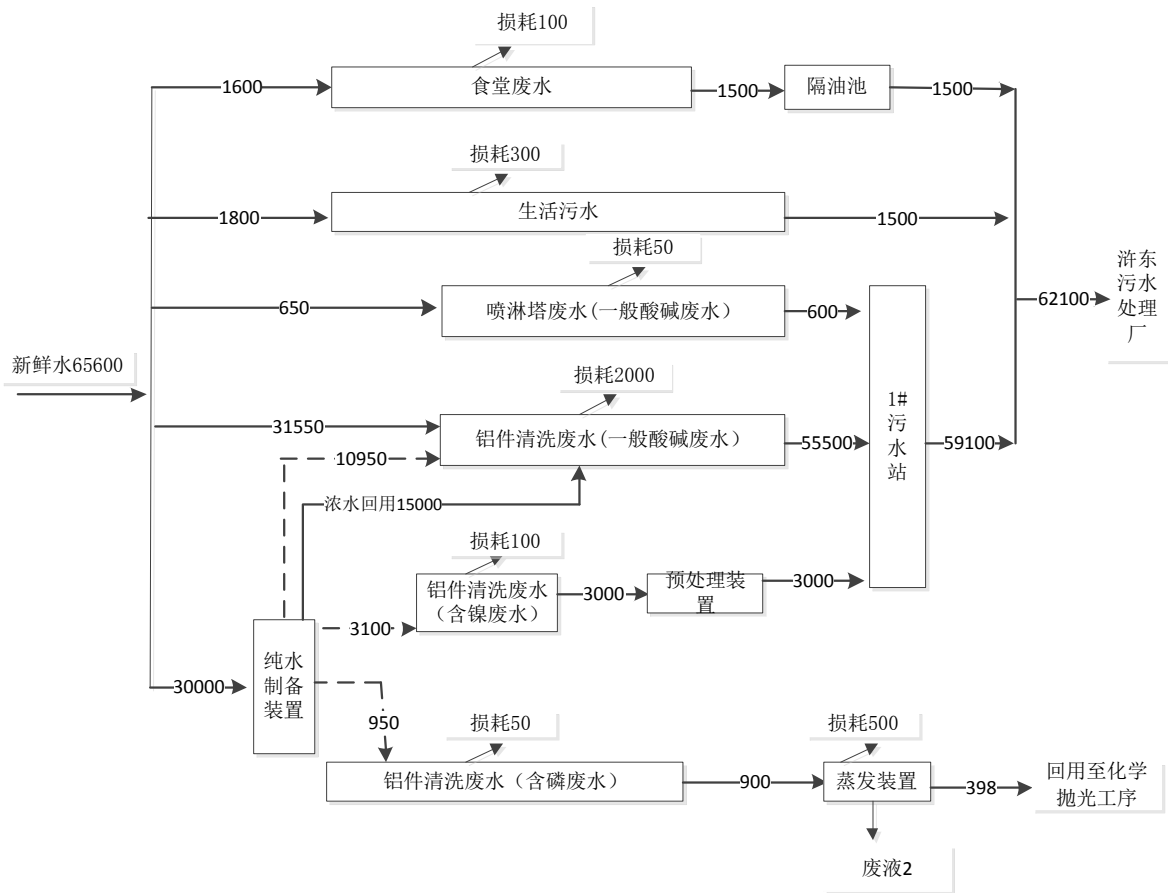 损耗100
1600
食堂废水
1500
隔油池
1500
损耗300
1800
生活污水
1500
损耗50
650
喷淋塔废水(一般酸碱废水）
600
浒东
污水
处理
厂
62100
新鲜水65600
损耗2000
31550
铝件清洗废水(一般酸碱废水）
55500
1#
污
水
站
59100
10950
浓水回用15000
损耗100
铝件清洗废水
（含镍废水）
3000
预处理装
置
3000
3100
纯水
制备
装置
30000
950
损耗50
铝件清洗废水（含磷废水）
900
损耗500
蒸发装置
398
回用至化学
抛光工序
废液2